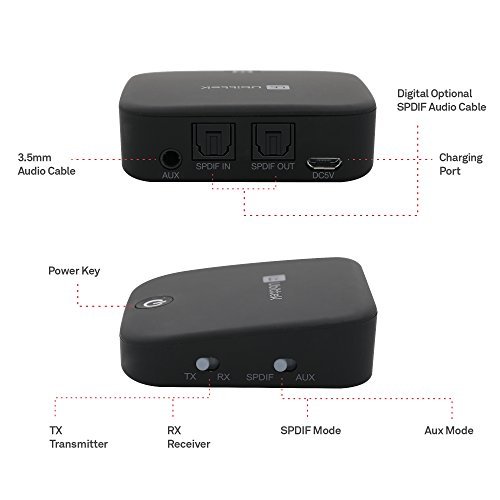 Digital Optional
SPDIF Audio Cable
3.5mm
Audio Cable
AUX
SPDIF IN
SPDIF OUT
DC5V
Charging
Port
Power Key
TX
RX
SPDIF
AUX
TX
Transmitter
RX
Receiver
SPDIF Mode
Aux Mode